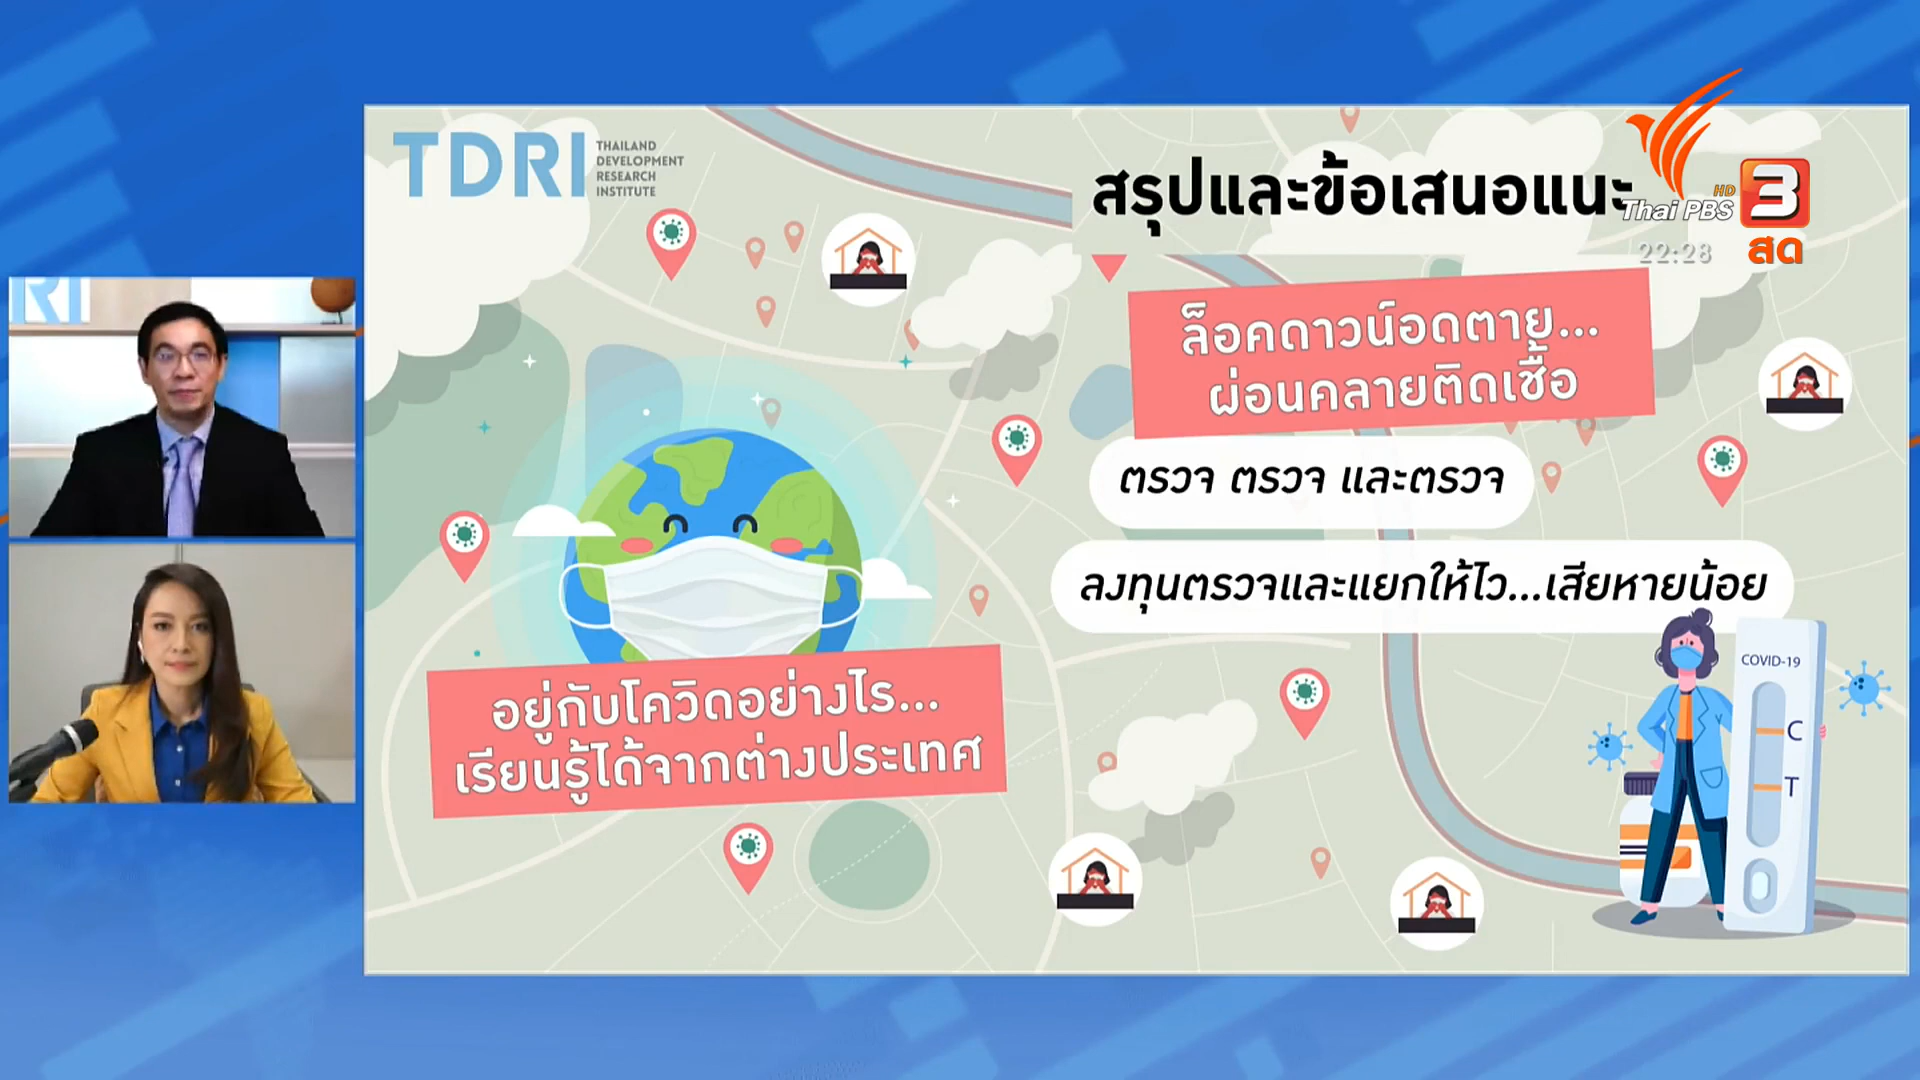 TDRI
THAILAND
DEVELOPMENT
RESEARCH
INSTITUTE
สรุปและข้อเสนอแนะ
HD
Thai PBS
3
22:28
สด
ล็อคดาวน์อดตาย...
ผ่อนคลายติดเชื้อ
ตรวจ ตรวจ และตรวจ
ลงทุนตรวจและแยกให้ไว...เสียหายน้อย
COVID-19
C
T
อยู่กับโควิดอย่างไร...
เรียนรู้ได้จากต่างประเทศ
RI